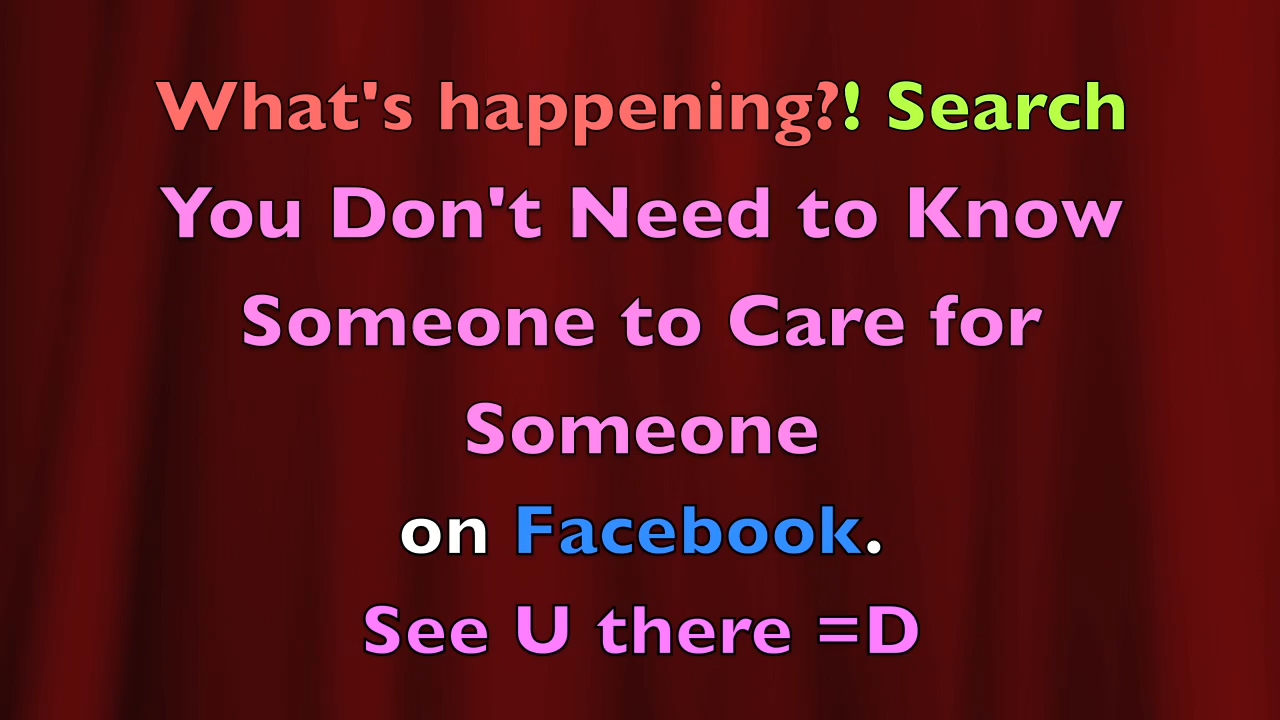 What's happening?! Search
You Don't Need to Know
Someone to Care for
Someone
on Facebook.
See U there =D